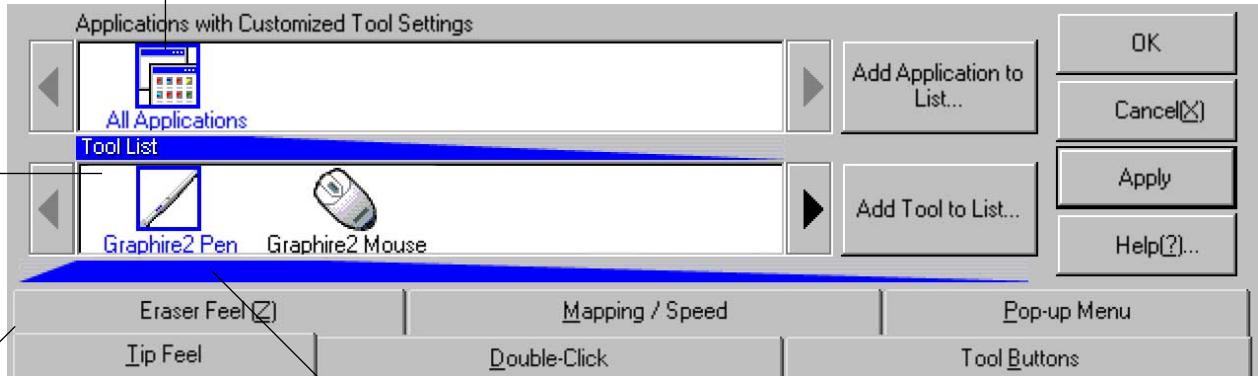 Applications with Customized Tool Settings
All Applications
Add Application to
List...
OK
Cancel(X)
Tool List
Graphire2 Pen
Graphire2 Mouse
Add Tool to List...
Apply
Help(?)...
Eraser Feel (Z)
Mapping / Speed
Pop-up Menu
Tip Feel
Double-Click
Tool Buttons